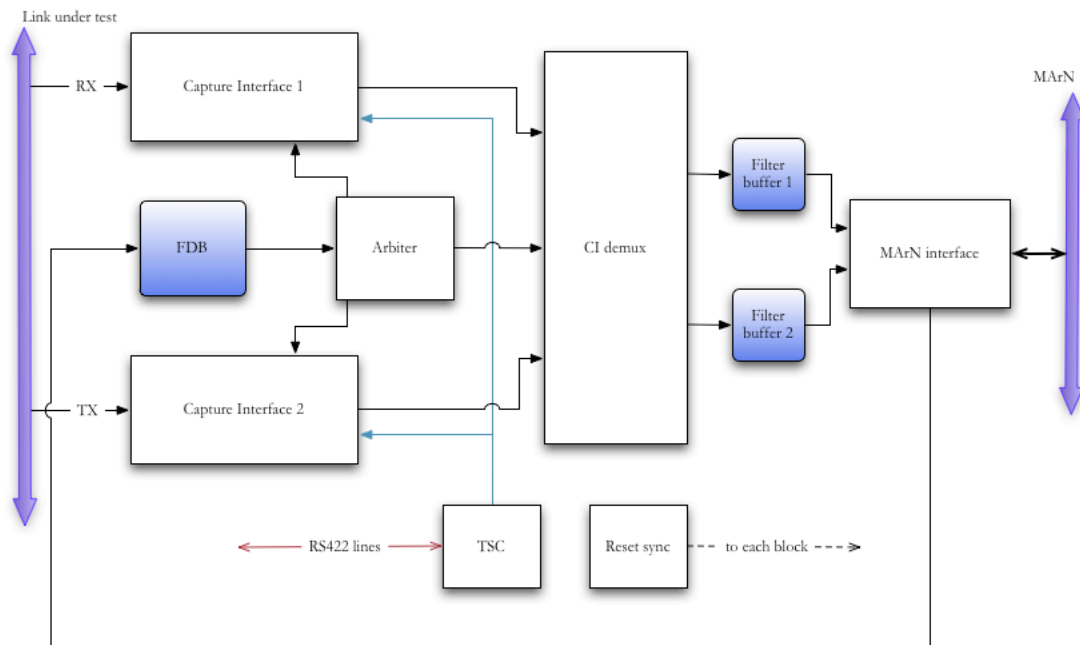 Link under test
MArN
RX
Capture Interface 1
Filter
buffer 1
FDB
Arbiter
CI demux
MArN interface
Filter
buffer 2
TX
Capture Interface 2
RS422 lines
TSC
Reset sync
to each block